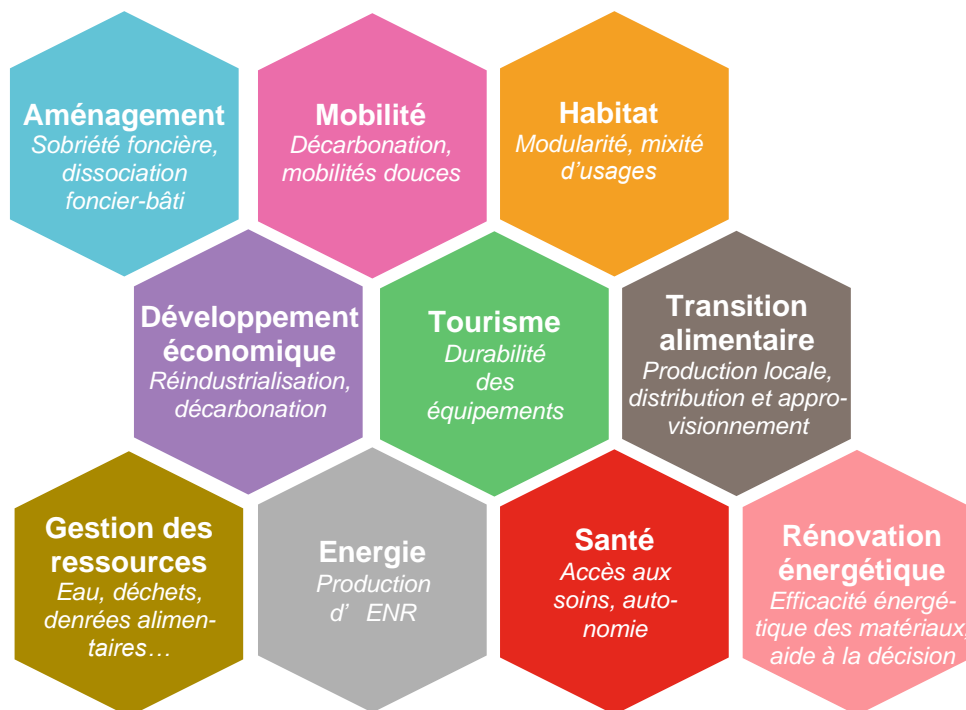 Aménagement
Sobriété foncière,
dissociation
foncier-bâti
Mobilité
Décarbonation,
mobilités douces
Habitat
Modularité, mixité
d'usages
Développement
économique
Réindustrialisation,
décarbonation
Tourisme
Durabilité
des
équipements
Transition
alimentaire
Production locale,
distribution et appro-
visionnement
Gestion des
ressources
Eau, déchets,
denrées alimen-
taires…
Energie
Production
d' ENR
Santé
Accès aux
soins, auto-
nomie
Rénovation
énergétique
Efficacité énergé-
tique des matériaux,
aide à la décision